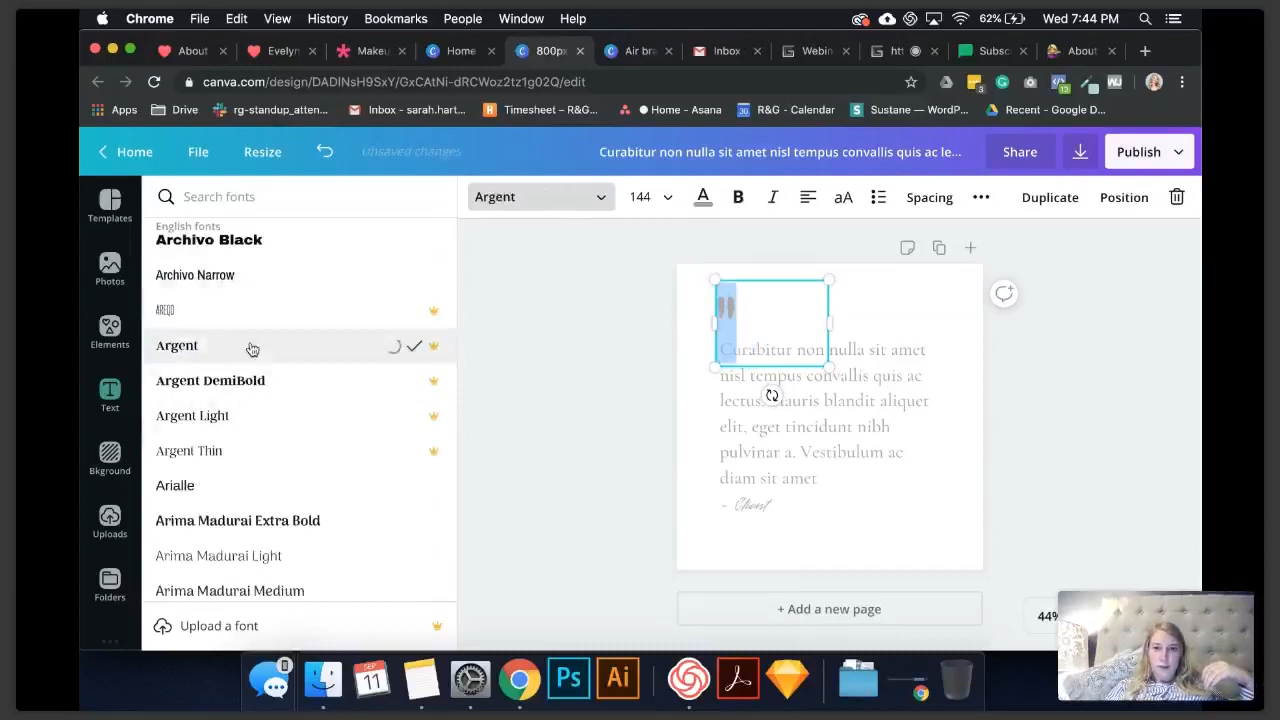 Chrome File Edit View History Bookmarks People Window Help 62% Wed 7:44 PM
About Evelyn Makeu Home 800px Air bra Inbox Webin htt Subsc About
canva.com/design/DADlNsH9SxY/GxCAtNi-dRCWoz2tz1g02Q/edit
Apps Drive rg-standup_atten... Inbox - sarah.hart... Timesheet – R&G... Home - Asana R&G - Calendar Sustane — WordP... Recent - Google D...
Home File Resize Unsaved changes Curabitur non nulla sit amet nisl tempus convallis quis ac le... Share Publish
Templates
Photos
Elements
Text
Bkground
Uploads
Folders
Search fonts
English fonts
Archivo Black
Archivo Narrow
AREQO
Argent
Argent DemiBold
Argent Light
Argent Thin
Arialle
Arima Madurai Extra Bold
Arima Madurai Light
Arima Madurai Medium
Upload a font
Argent 144 A B I aA Spacing ••• Duplicate Position
"
Curabitur non nulla sit amet
nisl tempus convallis quis ac
lectus. Mauris blandit aliquet
elit, eget tincidunt nibh
pulvinar a. Vestibulum ac
diam sit amet
- Client
+ Add a new page
44%
SEP
11
Ps
Ai